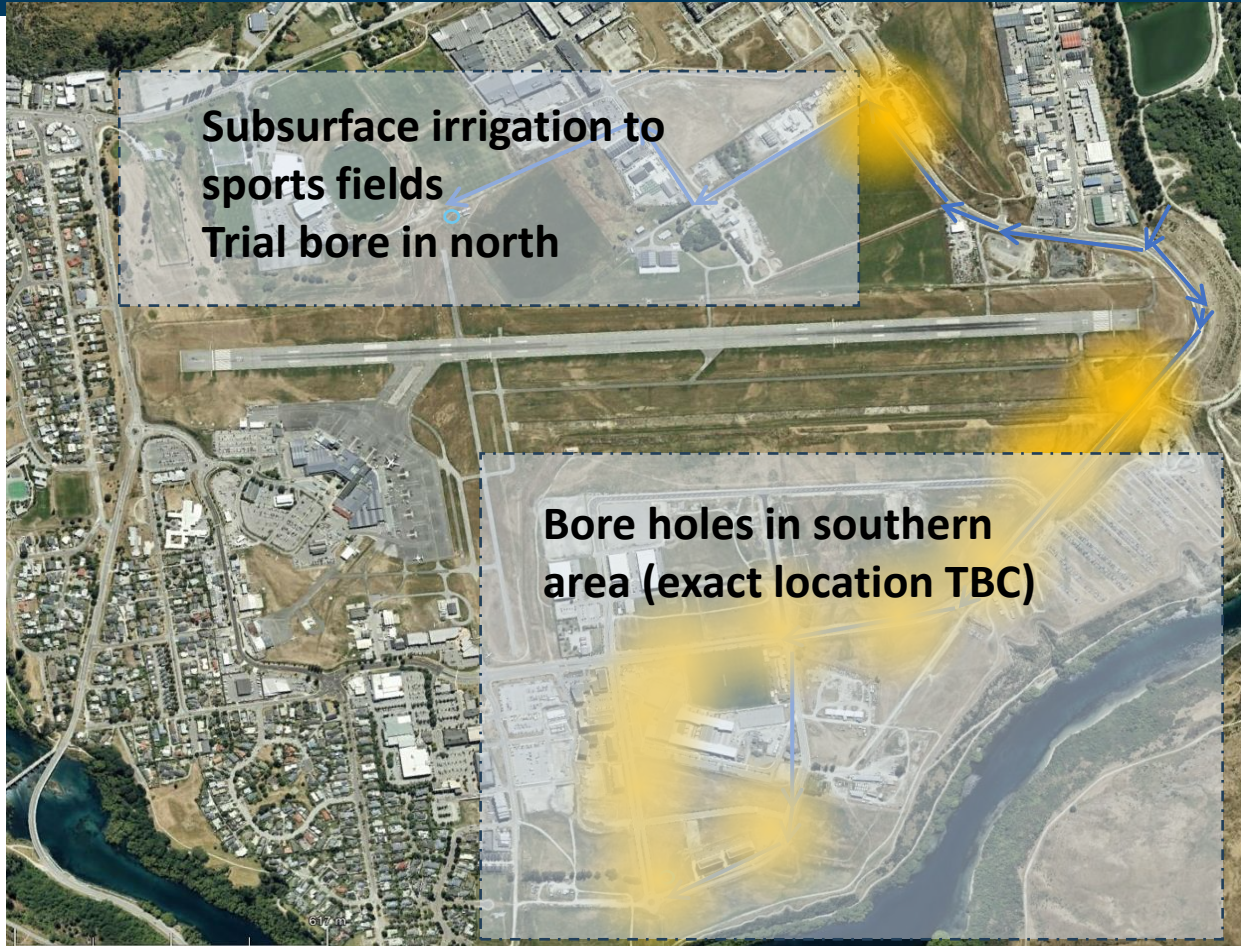 Subsurface irrigation to
sports fields
Trial bore in north
Bore holes in southern
area (exact location TBC)
617 m